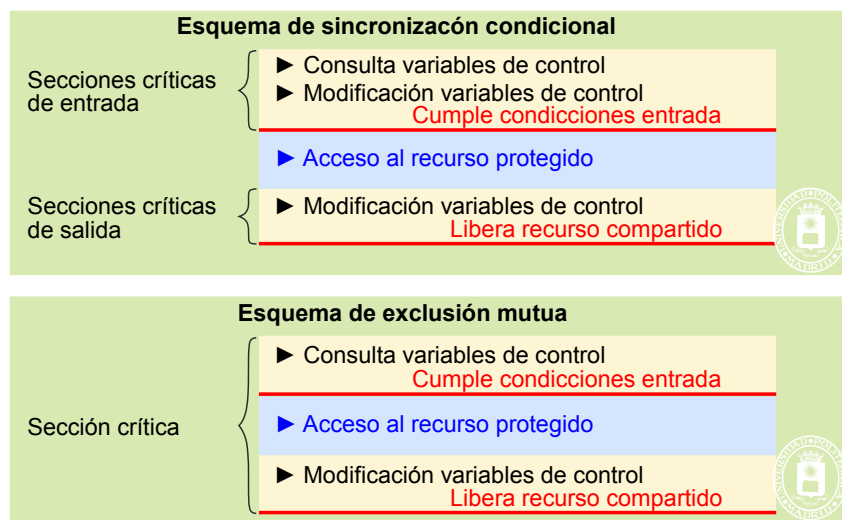 Esquema de sincronizacón condicional
Secciones críticas
de entrada
► Consulta variables de control
► Modificación variables de control
Cumple condicciones entrada
► Acceso al recurso protegido
Secciones críticas
de salida
► Modificación variables de control
Libera recurso compartido
Esquema de exclusión mutua
Sección crítica
► Consulta variables de control
Cumple condicciones entrada
► Acceso al recurso protegido
► Modificación variables de control
Libera recurso compartido